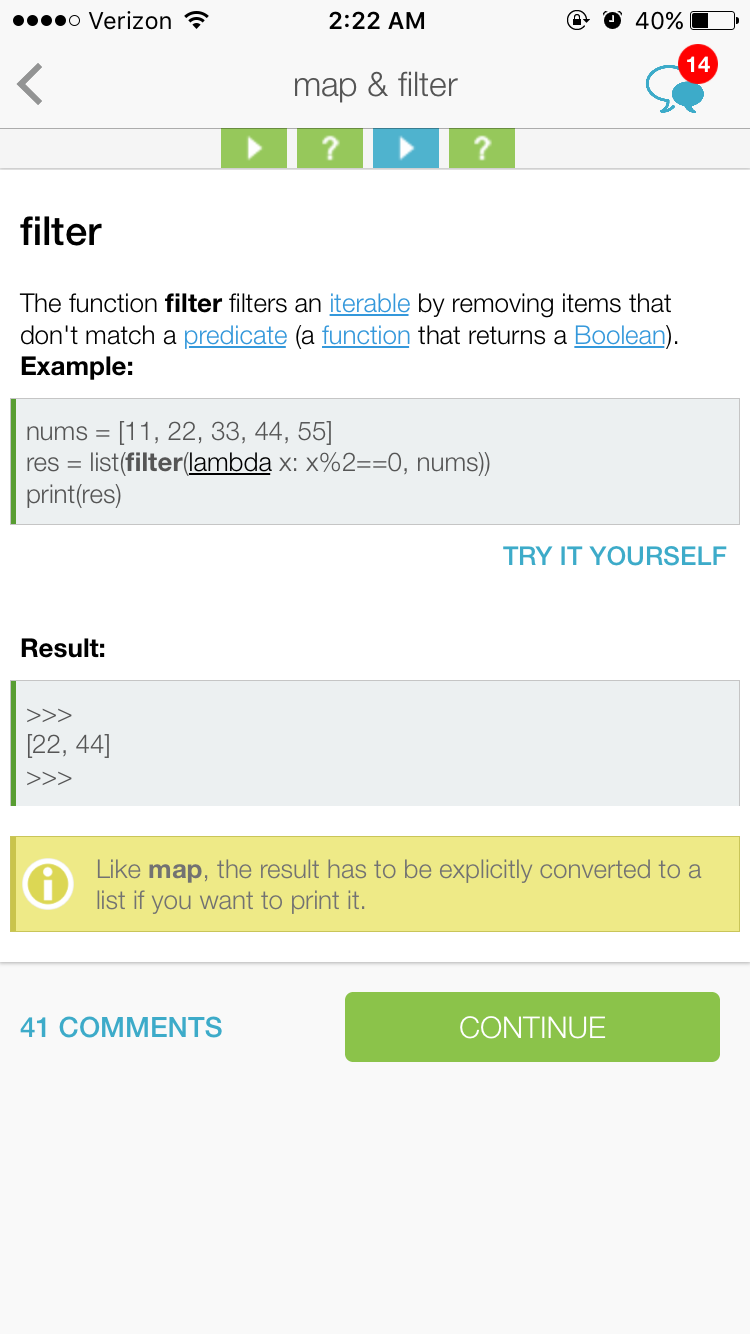 Verizon 2:22 AM 40%
map & filter 14
? ?
filter
The function filter filters an iterable by removing items that
don't match a predicate (a function that returns a Boolean).
Example:
nums = [11, 22, 33, 44, 55]
res = list(filter(lambda x: x%2==0, nums))
print(res)
TRY IT YOURSELF
Result:
>>>
[22, 44]
>>>
Like map, the result has to be explicitly converted to a
list if you want to print it.
41 COMMENTS CONTINUE